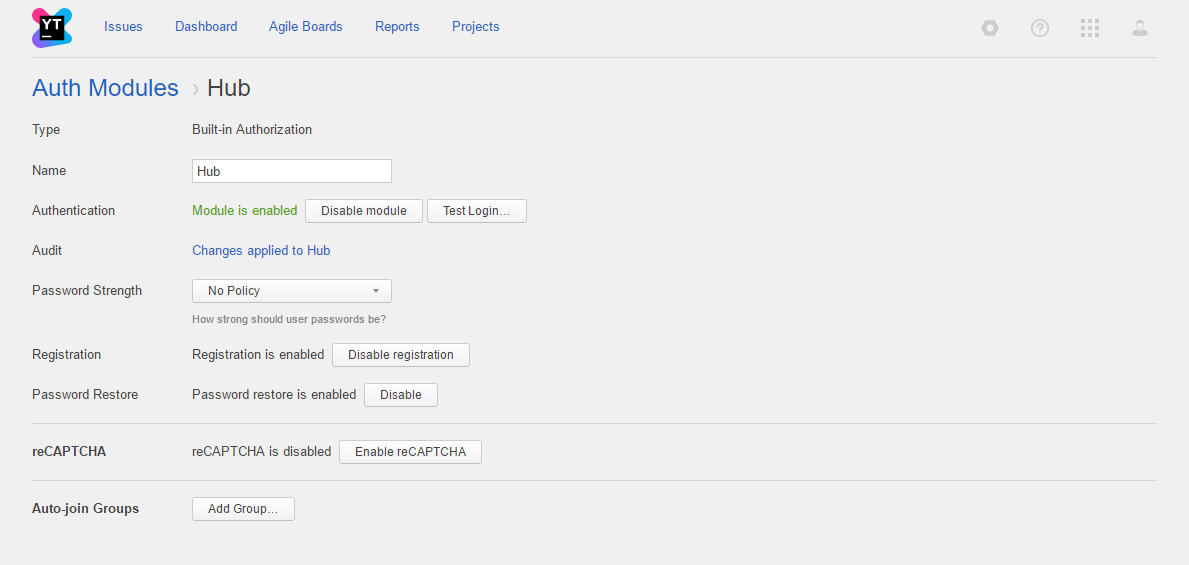 YT
Issues Dashboard Agile Boards Reports Projects
Auth Modules › Hub
Type Built-in Authorization
Name Hub
Authentication Module is enabled Disable module Test Login…
Audit Changes applied to Hub
Password Strength No Policy
How strong should user passwords be?
Registration Registration is enabled Disable registration
Password Restore Password restore is enabled Disable
reCAPTCHA reCAPTCHA is disabled Enable reCAPTCHA
Auto-join Groups Add Group…